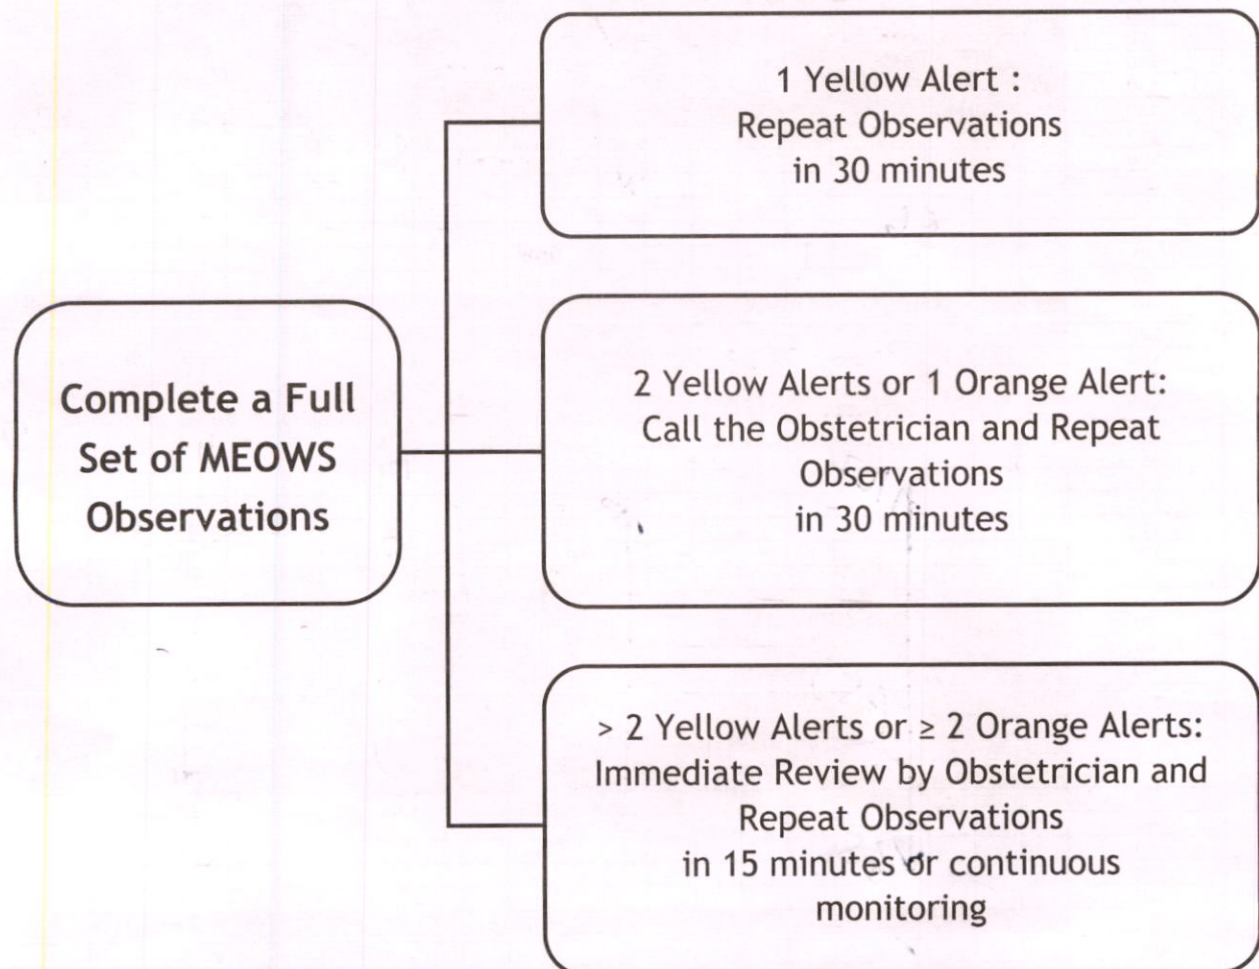 Complete a Full
Set of MEOWS
Observations
1 Yellow Alert :
Repeat Observations
in 30 minutes
2 Yellow Alerts or 1 Orange Alert:
Call the Obstetrician and Repeat
Observations
in 30 minutes
> 2 Yellow Alerts or ≥ 2 Orange Alerts:
Immediate Review by Obstetrician and
Repeat Observations
in 15 minutes or continuous
monitoring